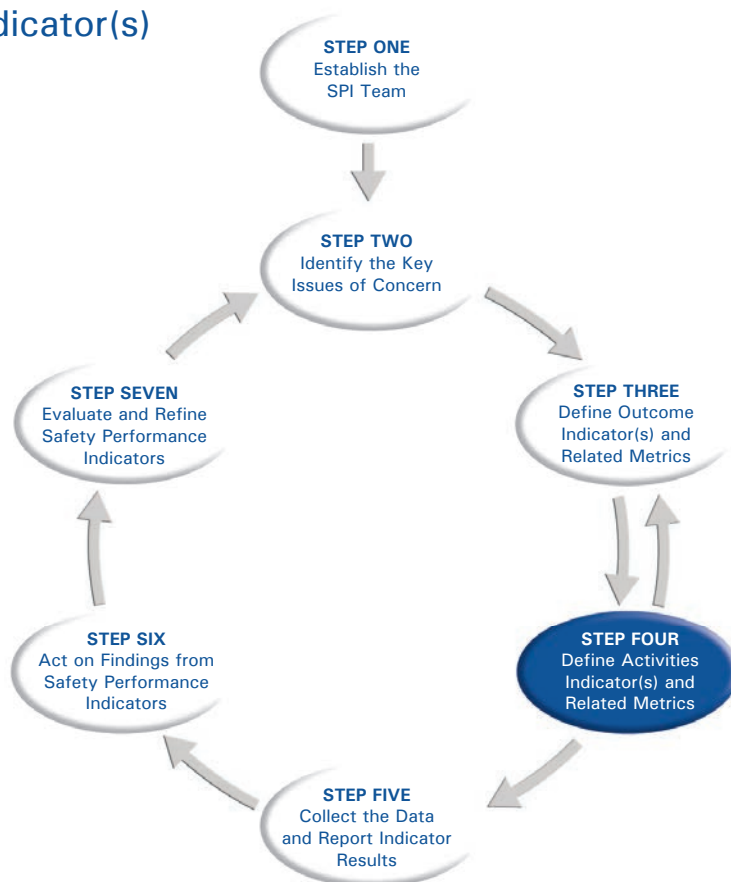 dicator(s)
STEP ONE
Establish the
SPI Team
STEP TWO
Identify the Key
Issues of Concern
STEP THREE
Define Outcome
Indicator(s) and
Related Metrics
STEP FOUR
Define Activities
Indicator(s) and
Related Metrics
STEP FIVE
Collect the Data
and Report Indicator
Results
STEP SIX
Act on Findings from
Safety Performance
Indicators
STEP SEVEN
Evaluate and Refine
Safety Performance
Indicators